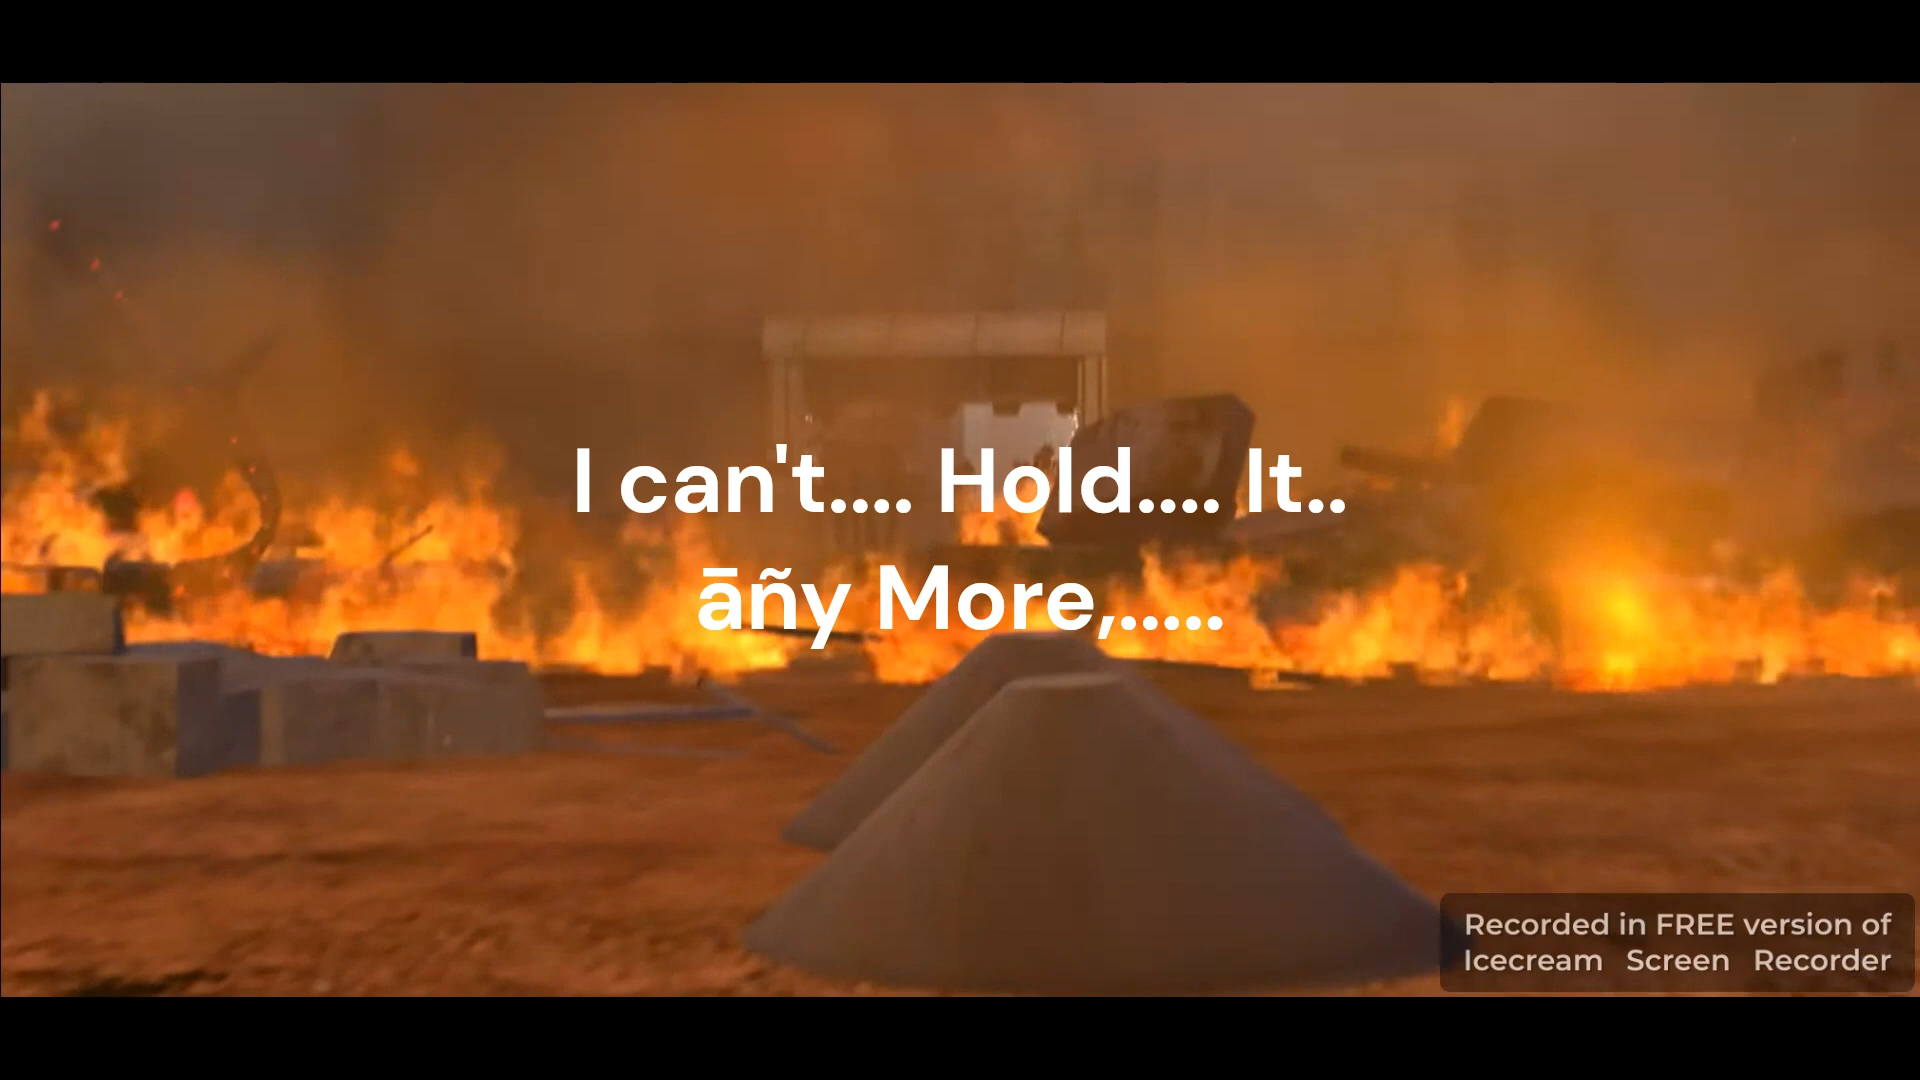 I can't.... Hold.... It..
āñy More,.....
Recorded in FREE version of
Icecream Screen Recorder